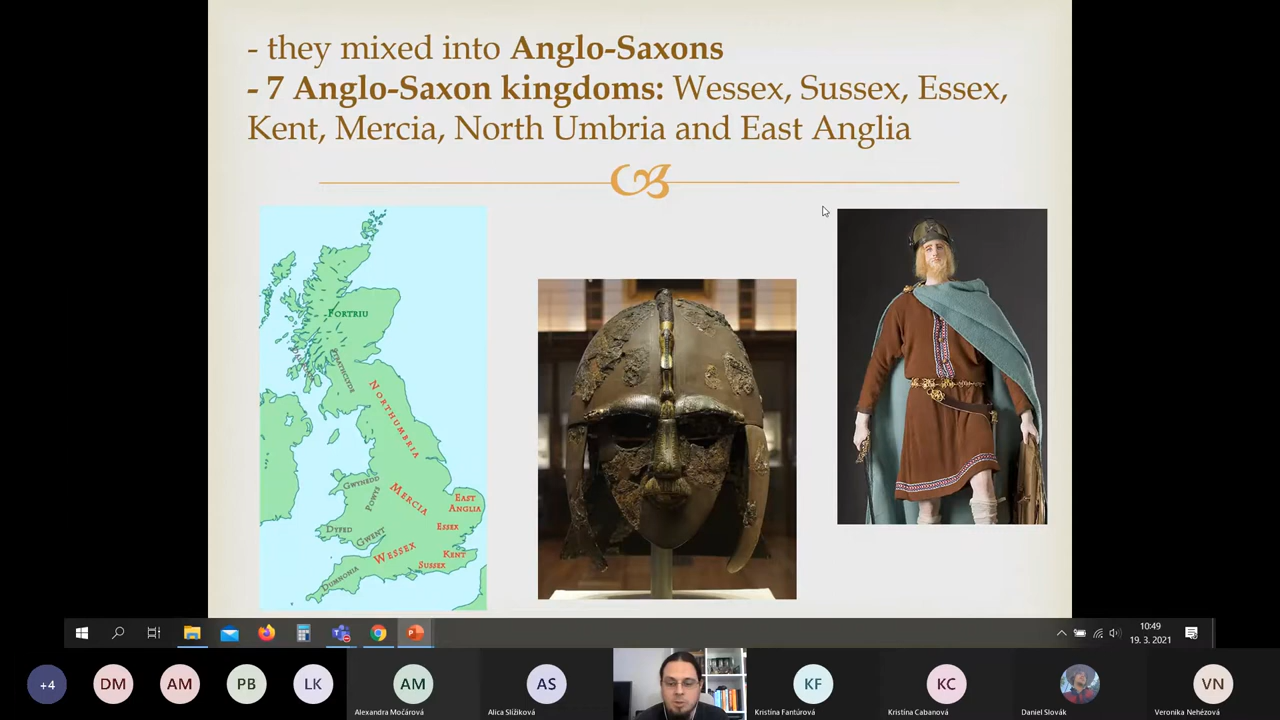 - they mixed into Anglo-Saxons
- 7 Anglo-Saxon kingdoms: Wessex, Sussex, Essex,
Kent, Mercia, North Umbria and East Anglia
FORTRIU
STRATHCLYDE
NORTHUMBRIA
GWYNEDD
POWYS
MERCIA
EAST
ANGLIA
ESSEX
DYFED
GWENT
WESSEX
KENT
SUSSEX
DUMNONIA
10:49
19. 3. 2021
+4
DM
AM
PB
LK
AM
AS
KF
KC
VN
Alexandra Močárová
Alica Slížiková
Kristína Fantúrová
Kristína Cabanová
Daniel Slovák
Veronika Nehézová